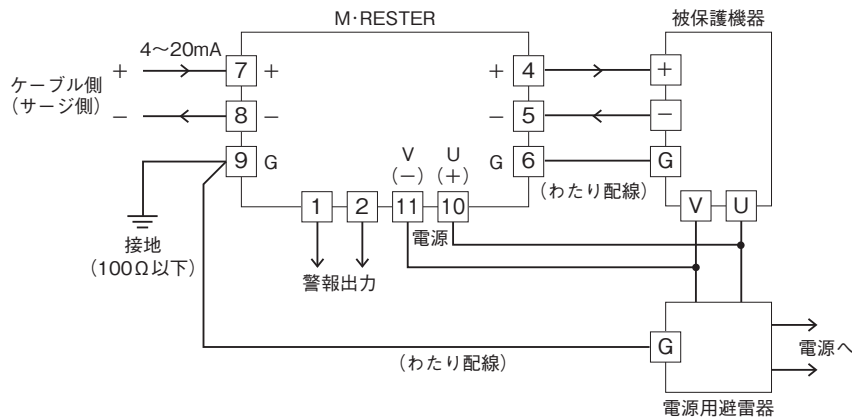 M・RESTER
被保護機器
4～20mA
ケーブル側
（サージ側）
＋
－
7
＋
8
－
9
G
＋
4
－
5
G
6
＋
－
G
V
（－）
U
（＋）
1
2
11
10
（わたり配線）
V
U
電源
接地
（100Ω以下）
警報出力
（わたり配線）
G
電源へ
電源用避雷器